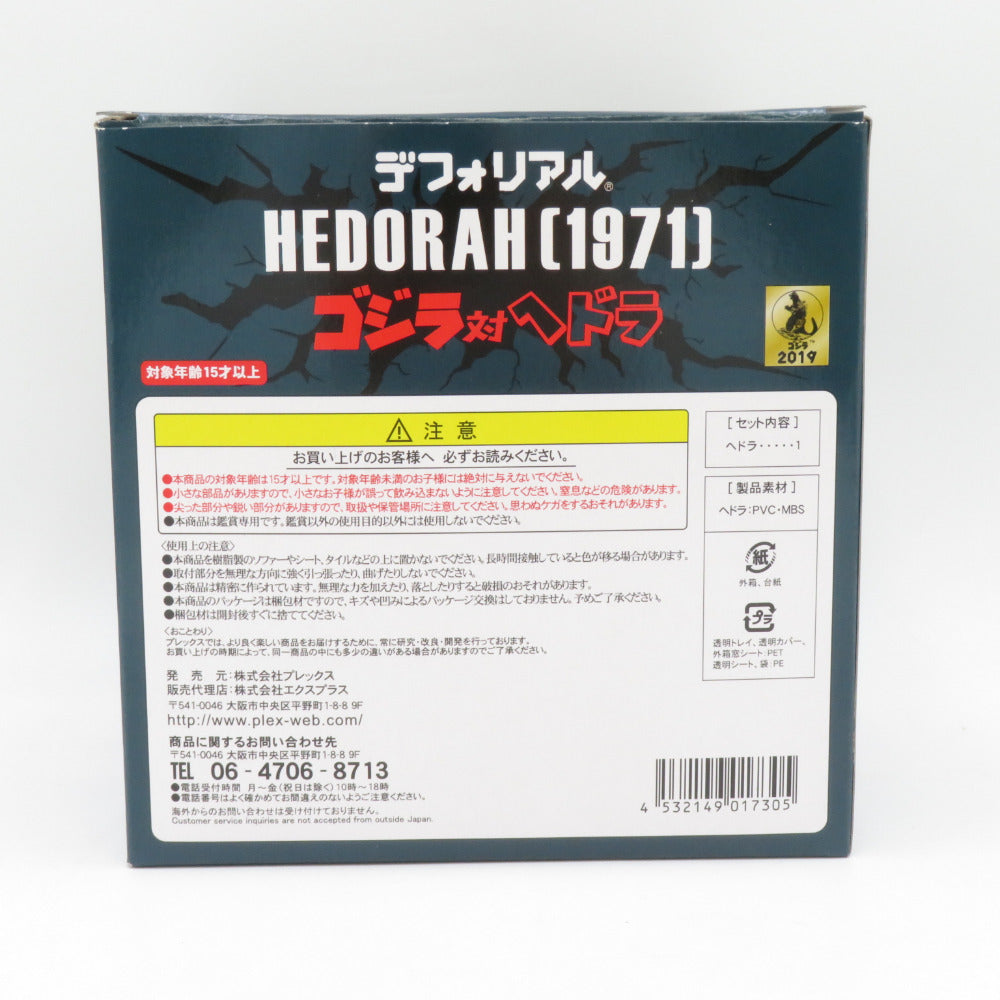 デフォリアル®
HEDORAH(1971)
ゴジラ対ヘドラ
ゴジラ™
2019
対象年齢15才以上
⚠ 注意
お買い上げのお客様へ 必ずお読みください。
●本商品の対象年齢は15才以上です。対象年齢未満のお子様には絶対に与えないでください。
●小さな部品がありますので、小さなお子様が誤って飲み込まないように注意してください。窒息などの危険があります。
●尖った部分や鋭い部分がありますので、取扱や保管場所に注意してください。思わぬケガをするおそれがあります。
●本商品は鑑賞専用です。鑑賞以外の使用目的以外には使用しないでください。
〈使用上の注意〉
●本商品を樹脂製のソファーやシート、タイルなどの上に置かないでください。長時間接触していると色が移る場合があります。
●取付部分を無理な方向に強く引っ張ったり、曲げたりしないでください。
●本商品は精密に作られています。無理な力を加えたり、落としたりすると破損のおそれがあります。
●本商品のパッケージは梱包材ですので、キズや凹みによるパッケージ交換はしておりません。予めご了承ください。
●梱包材は開封後すぐに捨ててください。
〈おことわり〉
プレックスでは、より良く楽しい商品をお届けするために、常に研究・改良・開発を行っております。
お買い上げの時期によって、同一商品の中にも多少の違いがある場合がありますのでご了承ください。
発 売 元:株式会社プレックス
販売代理店:株式会社エクスプラス
〒541-0046 大阪市中央区平野町1-8-8 9F
http://www.plex-web.com/
商品に関するお問い合わせ先
〒541-0046 大阪市中央区平野町1-8-8 9F
TEL 06-4706-8713
●電話受付時間 月〜金(祝日は除く)10時〜18時
●電話番号はよく確かめてお間違えのないようご注意ください。
海外からのお問い合わせは受け付けておりません。
Customer service inquiries are not accepted from outside Japan.
[セット内容]
ヘドラ・・・・・1
[製品素材]
ヘドラ:PVC・MBS
紙
外箱、台紙
プラ
透明トレイ、透明カバー、
外箱窓シート:PET
透明シート、袋:PE
4 532149 017305